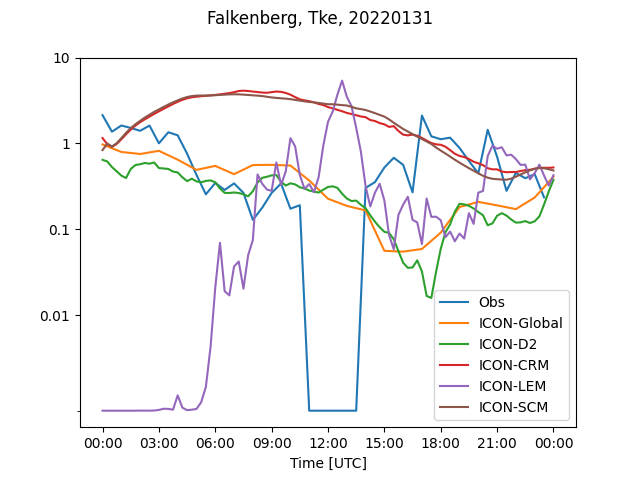 Falkenberg, Tke, 20220131
10
1
0.1
0.01
Obs
ICON-Global
ICON-D2
ICON-CRM
ICON-LEM
ICON-SCM
00:00 03:00 06:00 09:00 12:00 15:00 18:00 21:00 00:00
Time [UTC]